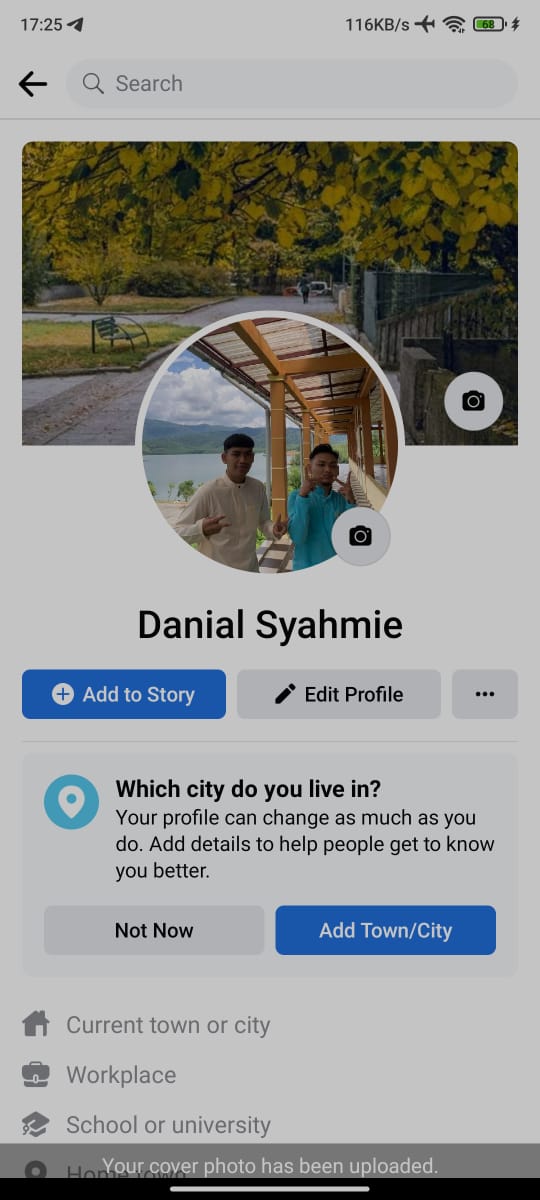 17:25
116KB/s
68
Search
Danial Syahmie
Add to Story
Edit Profile
Which city do you live in?
Your profile can change as much as you
do. Add details to help people get to know
you better.
Not Now
Add Town/City
Current town or city
Workplace
School or university
Home town
Your cover photo has been uploaded.